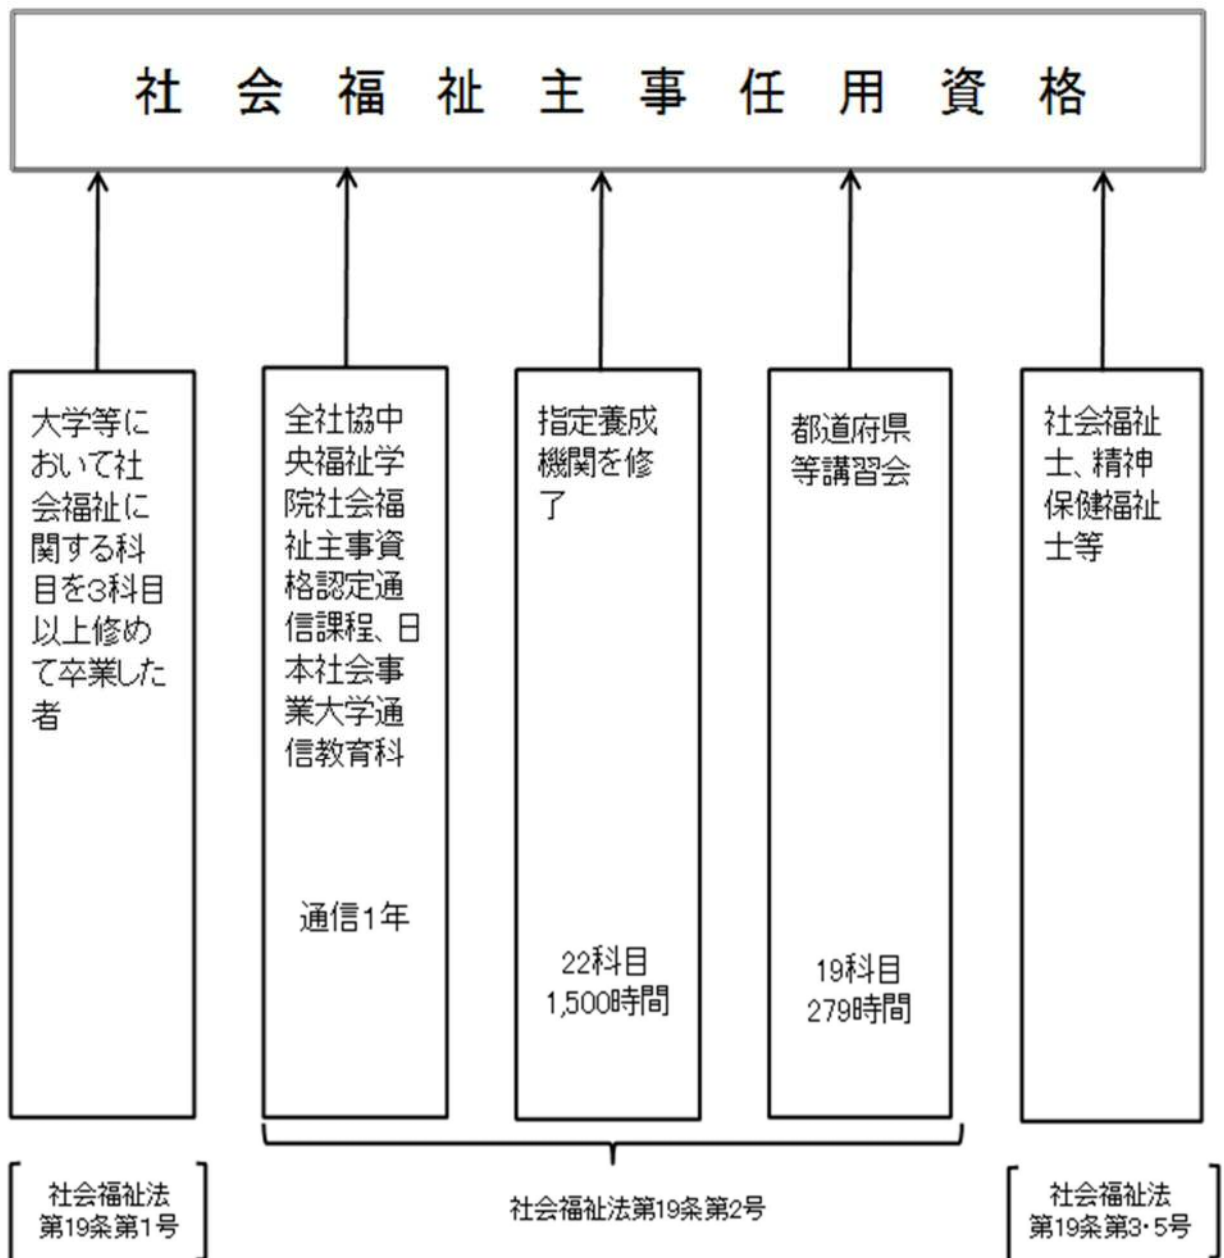 社会福祉主事任用資格
大学等に
おいて社
会福祉に
関する科
目を3科目
以上修め
て卒業した
者
全社協中
央福祉学
院社会福
祉主事資
格認定通
信課程、日
本社会事
業大学通
信教育科
通信1年
指定養成
機関を修
了
22科目
1,500時間
都道府県
等講習会
19科目
279時間
社会福祉
士、精神
保健福祉
士等
社会福祉法
第19条第1号
社会福祉法第19条第2号
社会福祉法
第19条第3・5号